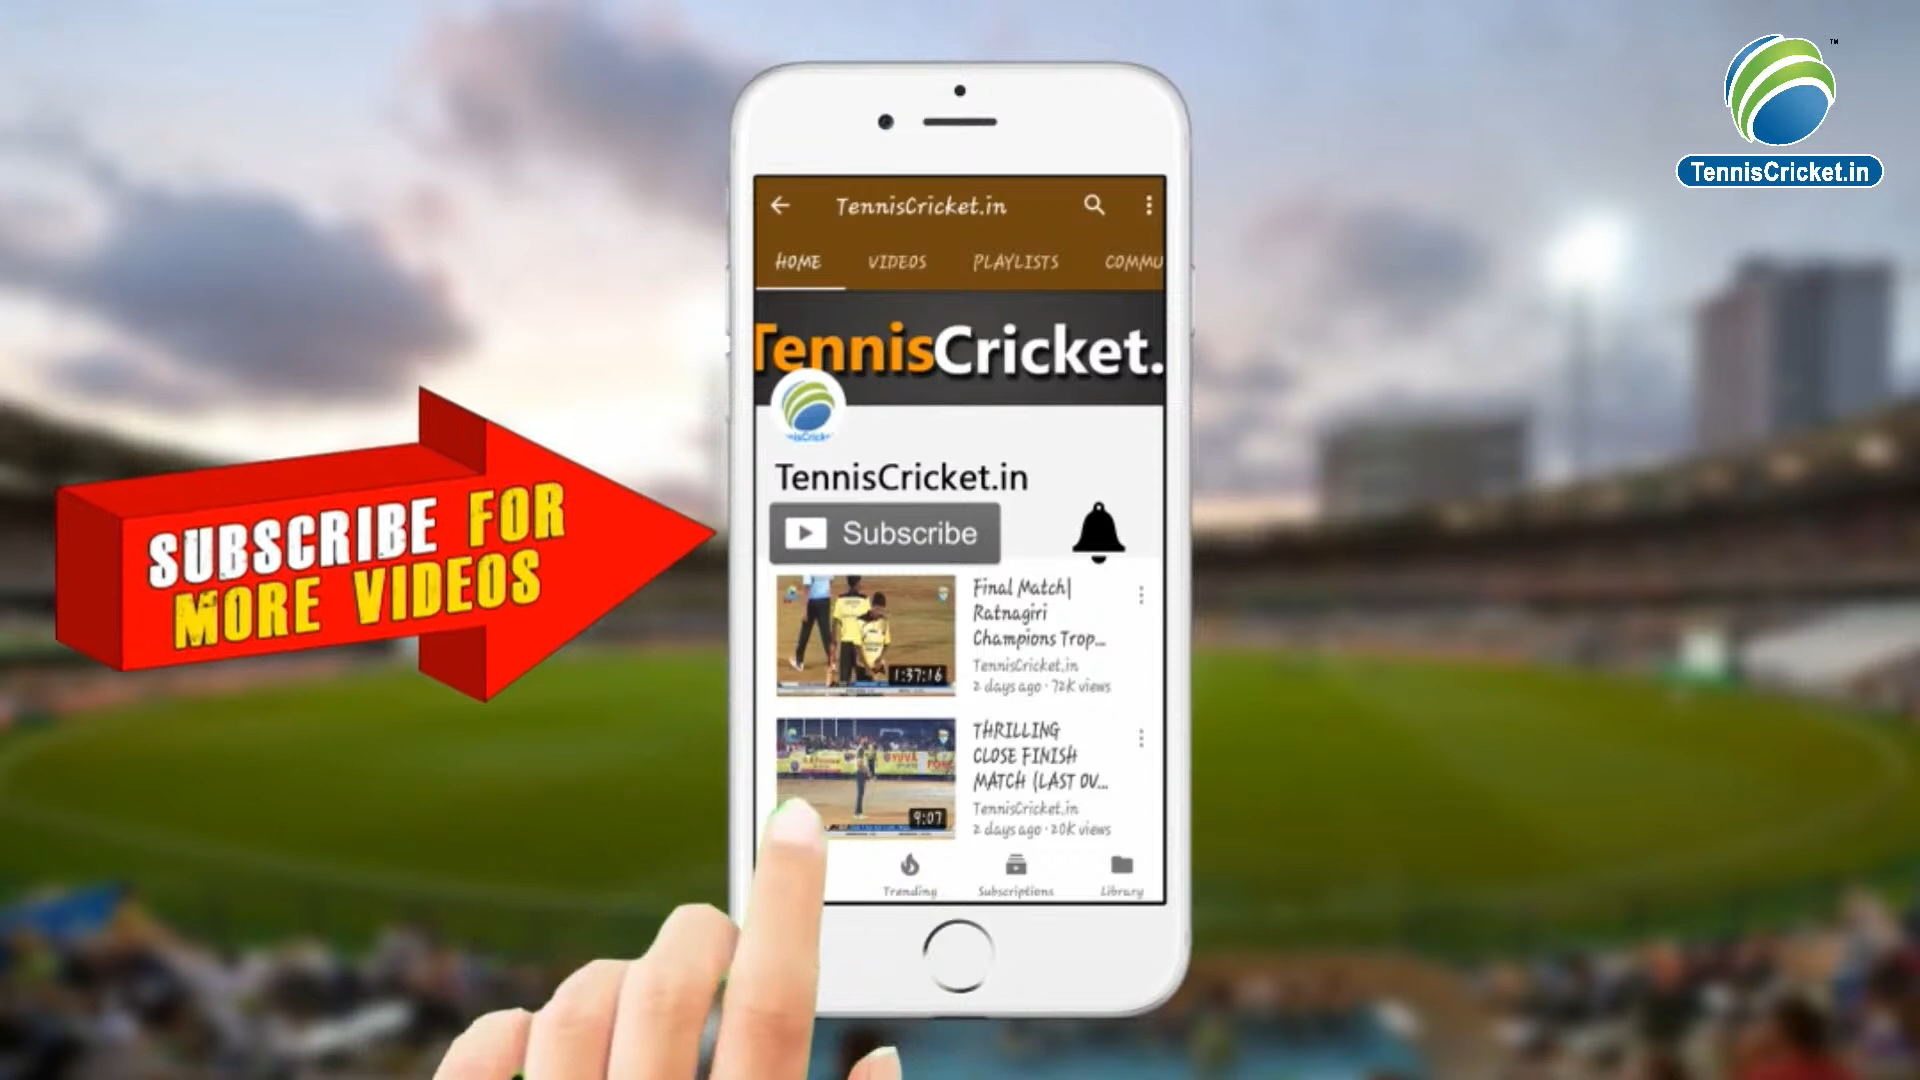 TM
TennisCricket.in
TennisCricket.in
HOME VIDEOS PLAYLISTS COMMU
TennisCricket.
TennisCricket.in
Subscribe
SUBSCRIBE FOR
MORE VIDEOS
Final Match|
Ratnagiri
Champions Trop...
TennisCricket.in
2 days ago · 72K views
1:37:16
THRILLING
CLOSE FINISH
MATCH (LAST OV...
TennisCricket.in
2 days ago · 20K views
9:07
Trending Subscriptions Library